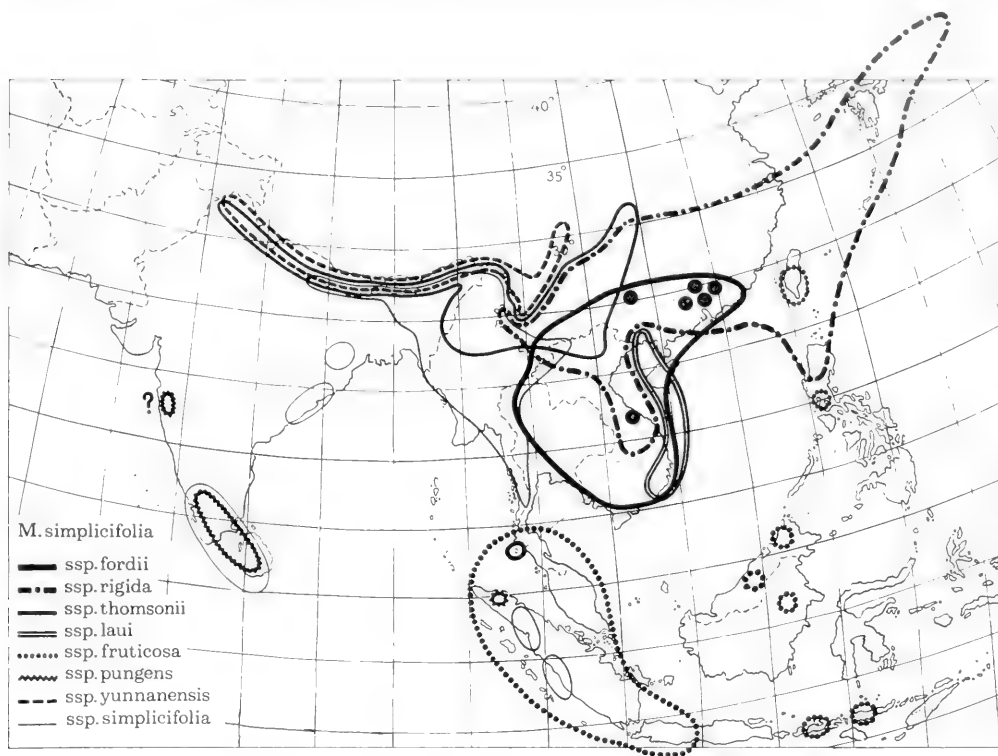 40°
35°
30°
?
M. simplicifolia
ssp. fordii
ssp. rigida
ssp. thomsonii
ssp. laui
ssp. fruticosa
ssp. pungens
ssp. yunnanensis
ssp. simplicifolia